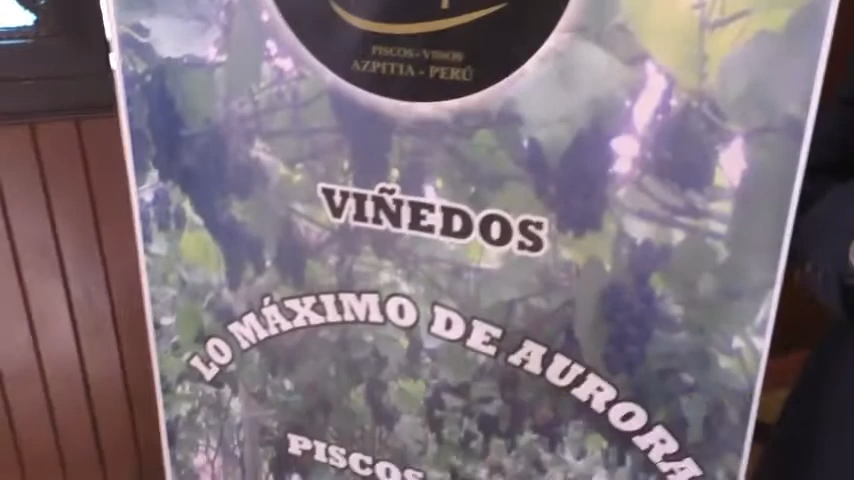 PISCOS - VINOS
AZPITIA - PERÚ
VIÑEDOS
LO MÁXIMO DE AURORA
PISCOS